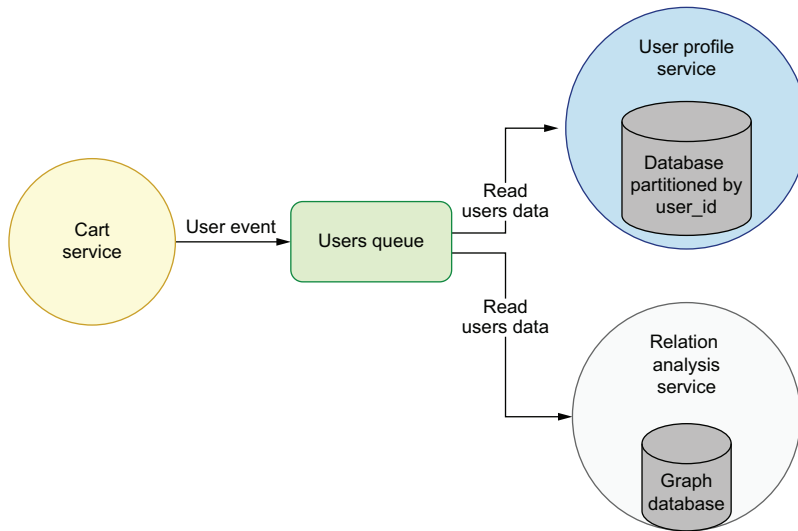 User profile
service
Database
partitioned by
user_id
Read
users data
Cart
service
User event
Users queue
Read
users data
Relation
analysis
service
Graph
database